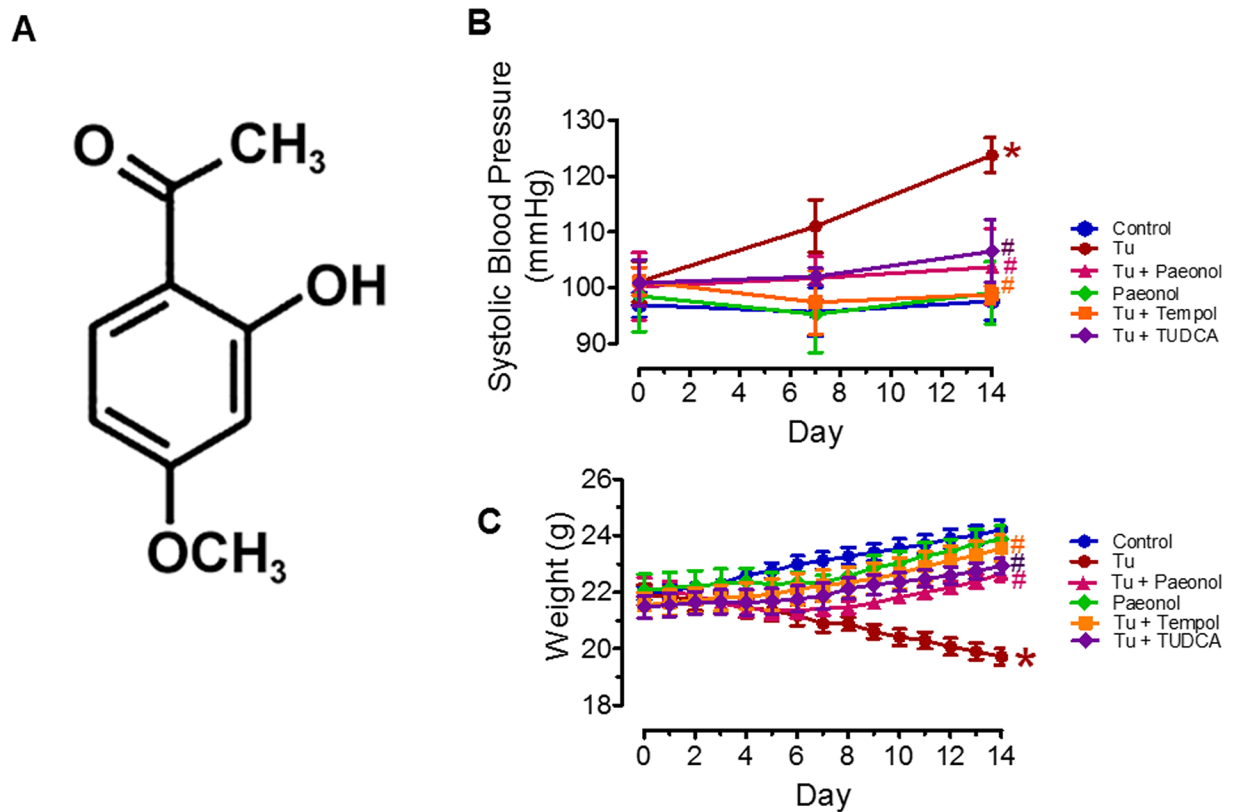 A
O
CH3
OH
OCH3
B
Systolic Blood Pressure
(mmHg)
130
120
110
100
90
*
#
#
#
0 2 4 6 8 10 12 14
Day
Control
Tu
Tu + Paeonol
Paeonol
Tu + Tempol
Tu + TUDCA
C
Weight (g)
26
24
22
20
18
#
#
#
*
0 2 4 6 8 10 12 14
Day
Control
Tu
Tu + Paeonol
Paeonol
Tu + Tempol
Tu + TUDCA